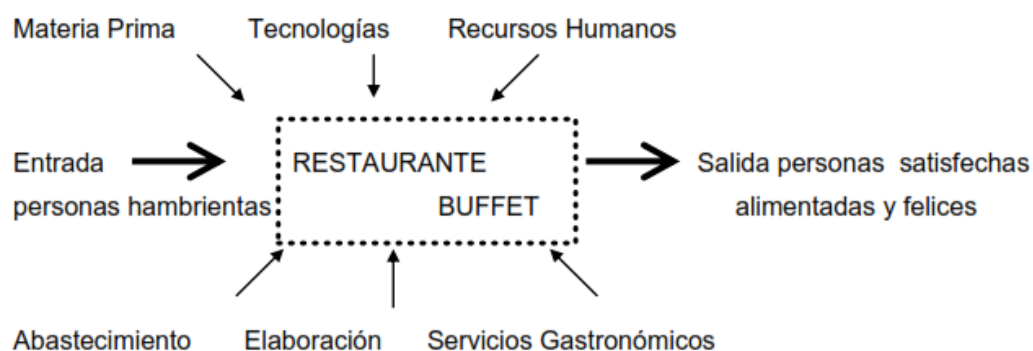 Materia Prima Tecnologías Recursos Humanos
Entrada RESTAURANTE Salida personas satisfechas
personas hambrientas BUFFET alimentadas y felices
Abastecimiento Elaboración Servicios Gastronómicos